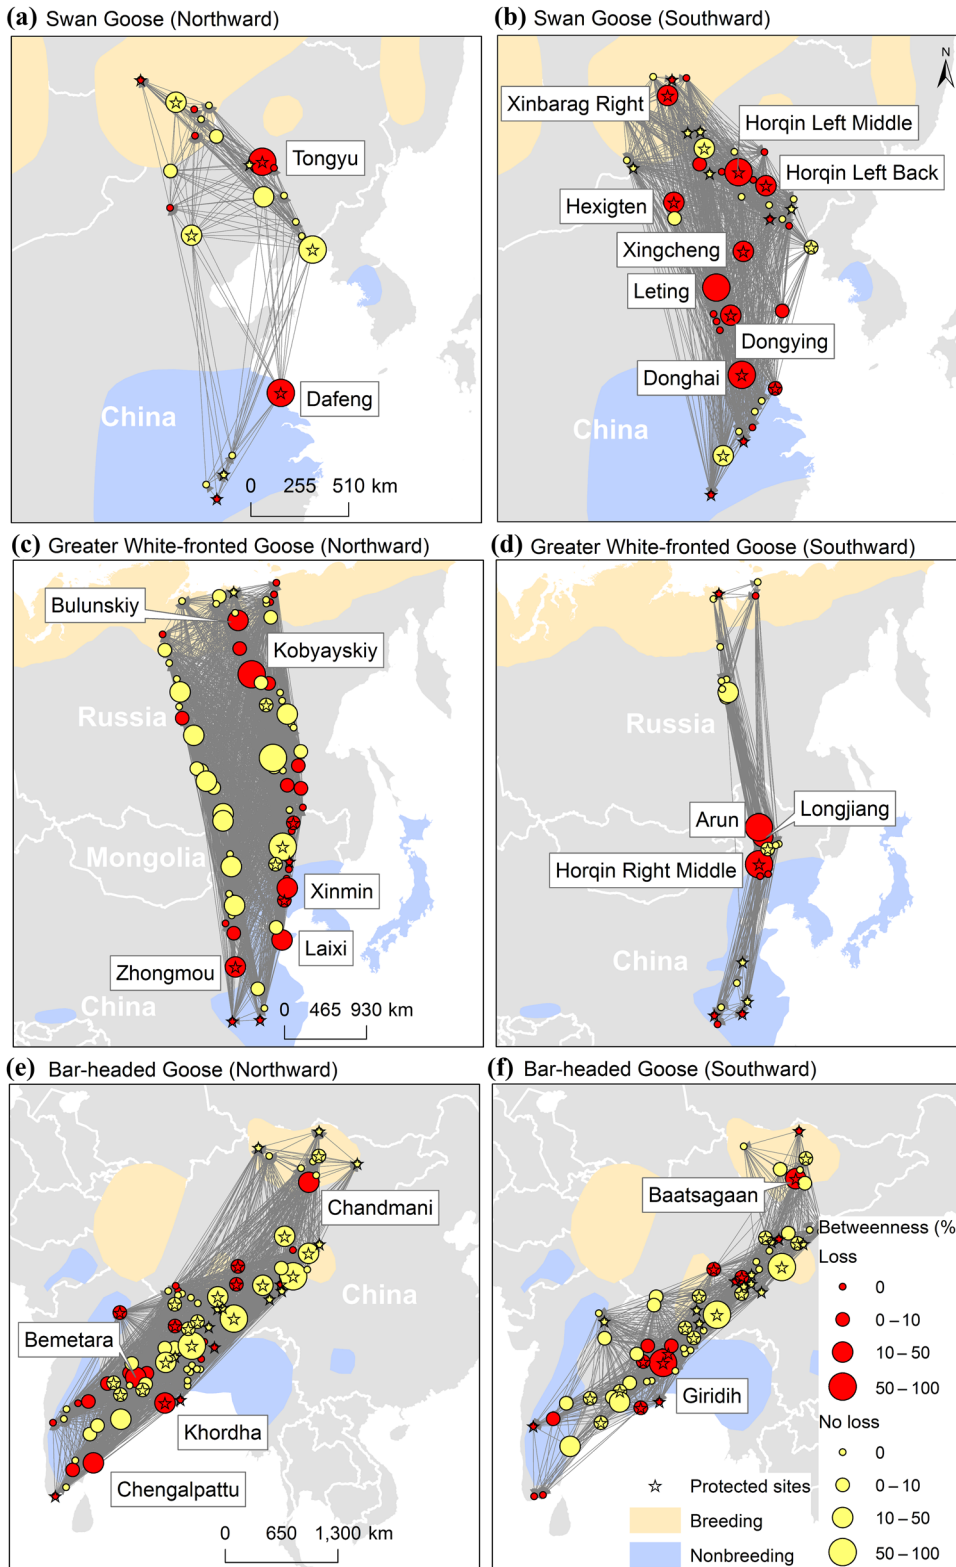 (a) Swan Goose (Northward)
Tongyu
Dafeng
China
0 255 510 km
(b) Swan Goose (Southward)
N
Xinbarag Right
Horqin Left Middle
Horqin Left Back
Hexigten
Xingcheng
Leting
Dongying
Donghai
China
(c) Greater White-fronted Goose (Northward)
Bulunskiy
Kobyayskiy
Russia
Mongolia
Xinmin
Laixi
Zhongmou
China
0 465 930 km
(d) Greater White-fronted Goose (Southward)
Russia
Arun
Longjiang
Horqin Right Middle
China
(e) Bar-headed Goose (Northward)
Chandmani
China
Bemetara
Khordha
Chengalpattu
0 650 1,300 km
(f) Bar-headed Goose (Southward)
Baatsagaan
Giridih
Betweenness (%
Loss
0
0 – 10
10 – 50
50 – 100
No loss
0
0 – 10
10 – 50
50 – 100
Protected sites
Breeding
Nonbreeding